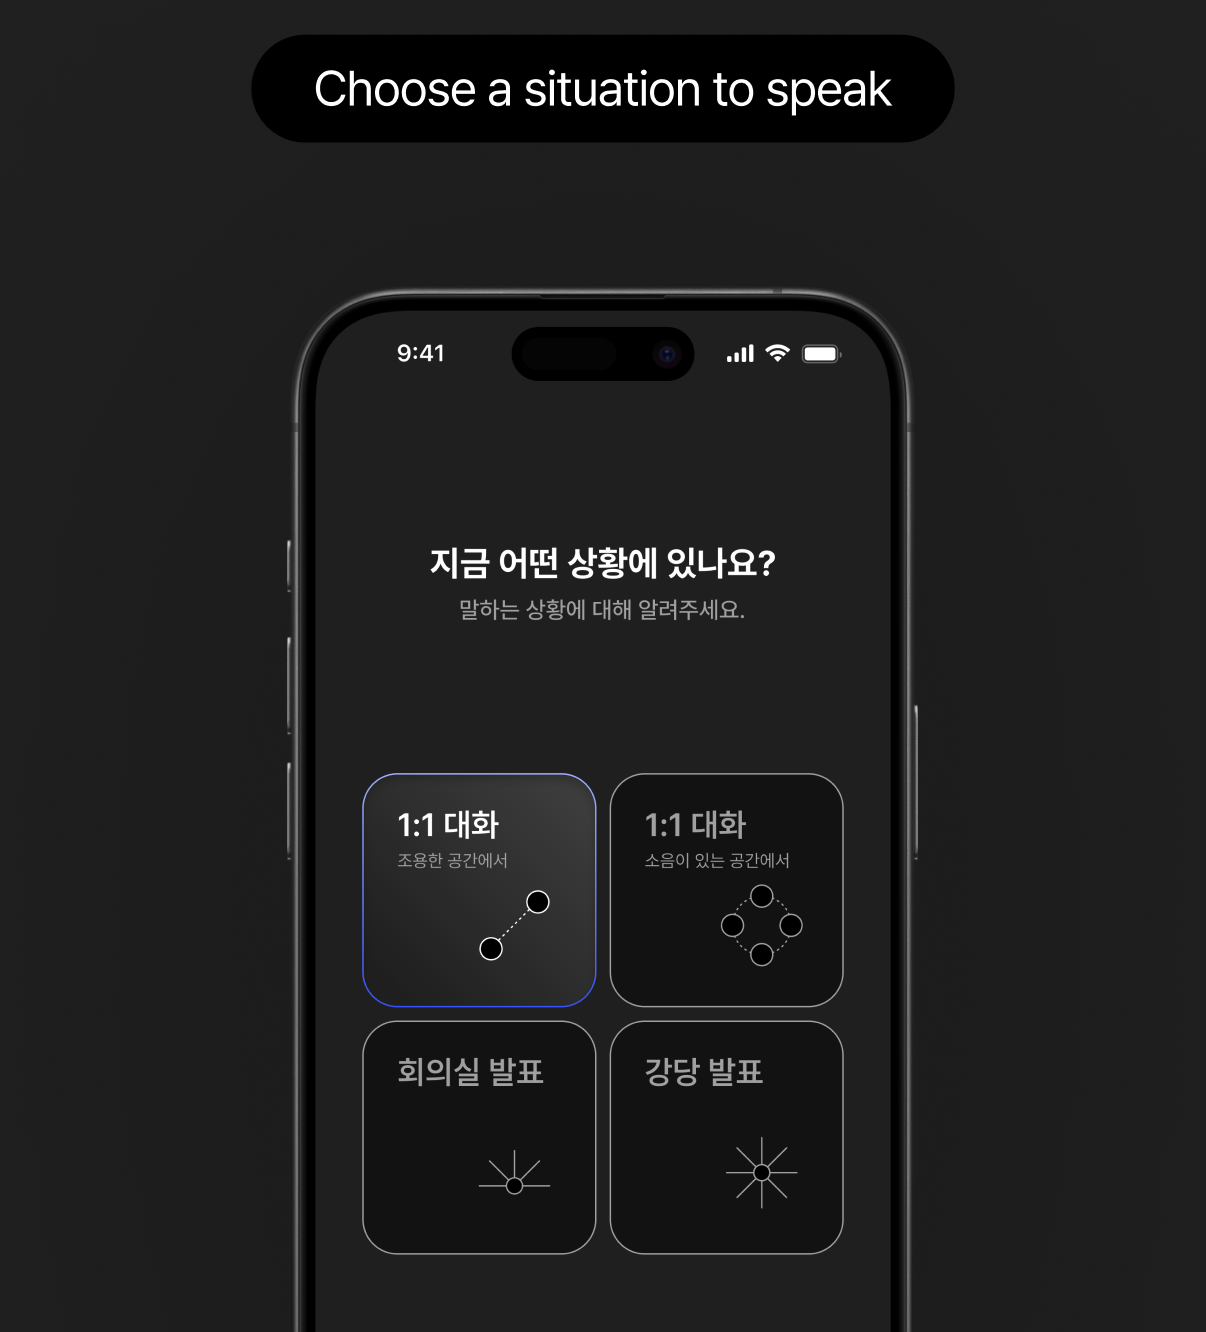 Choose a situation to speak
9:41
지금 어떤 상황에 있나요?
말하는 상황에 대해 알려주세요.
1:1 대화
조용한 공간에서
1:1 대화
소음이 있는 공간에서
회의실 발표
강당 발표